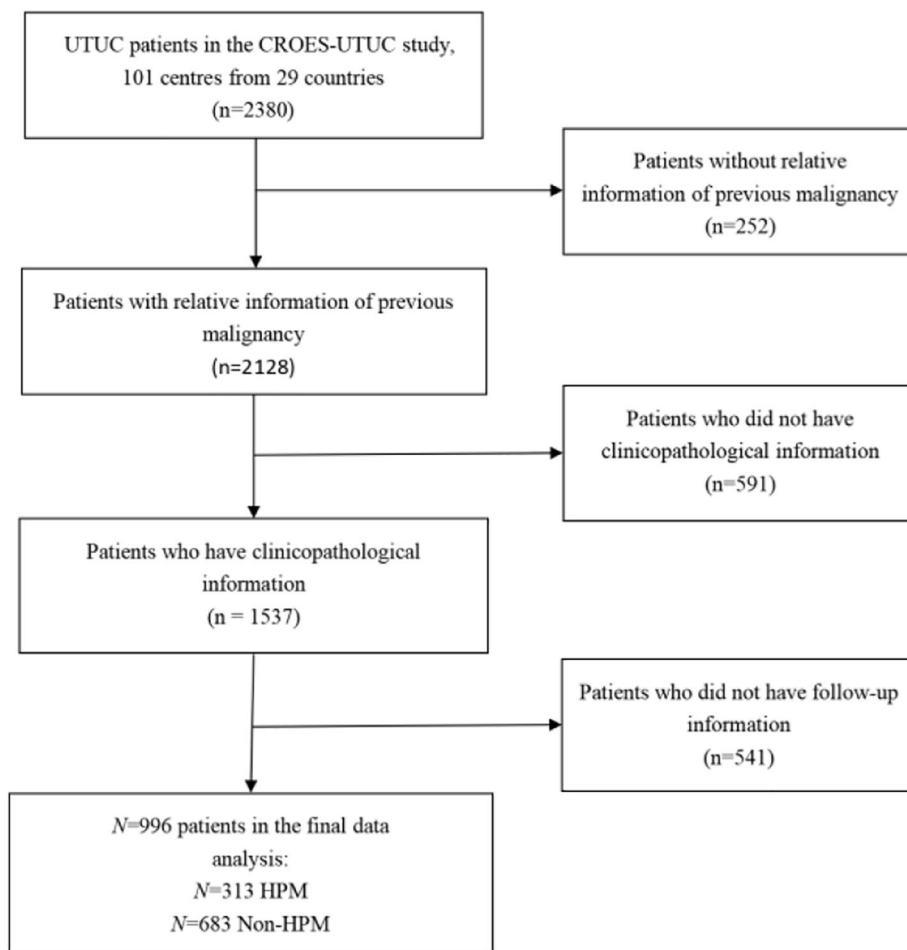 UTUC patients in the CROES-UTUC study,
101 centres from 29 countries
(n=2380)
Patients without relative
information of previous malignancy
(n=252)
Patients with relative information of previous
malignancy
(n=2128)
Patients who did not have
clinicopathological information
(n=591)
Patients who have clinicopathological
information
(n = 1537)
Patients who did not have follow-up
information
(n=541)
N=996 patients in the final data
analysis:
N=313 HPM
N=683 Non-HPM